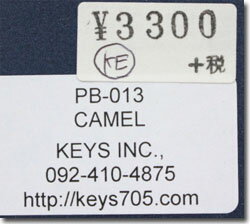 ¥3300
KE +税
PB-013
CAMEL
KEYS INC.,
092-410-4875
http://keys705.com